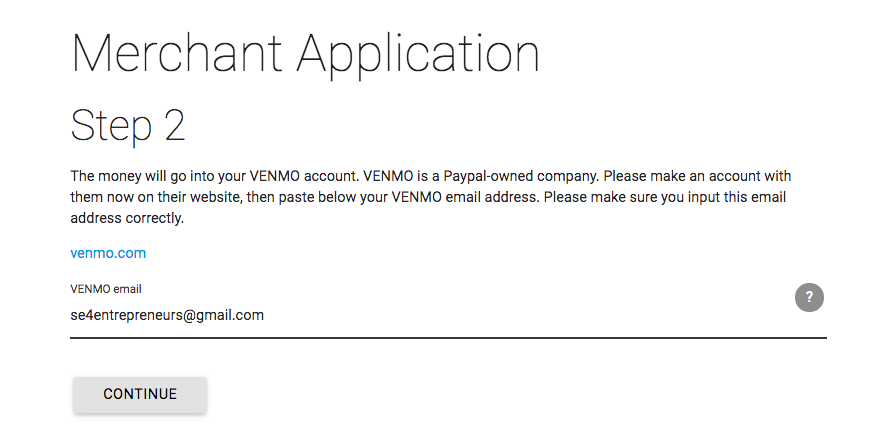 Merchant Application
Step 2
The money will go into your VENMO account. VENMO is a Paypal-owned company. Please make an account with
them now on their website, then paste below your VENMO email address. Please make sure you input this email
address correctly.
venmo.com
VENMO email
?
se4entrepreneurs@gmail.com
CONTINUE